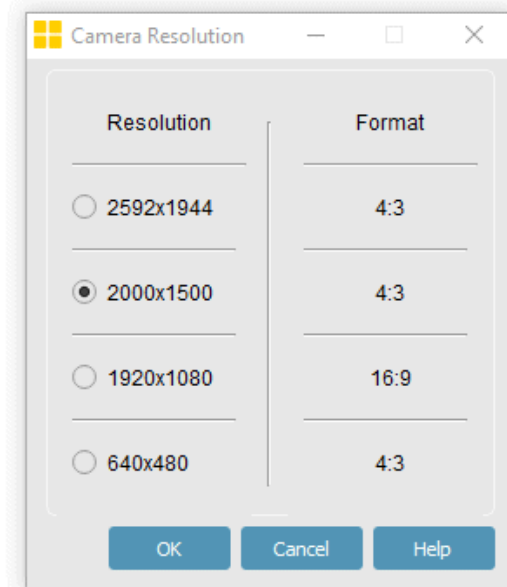 Camera Resolution
Resolution Format
2592x1944 4:3
2000x1500 4:3
1920x1080 16:9
640x480 4:3
OK Cancel Help